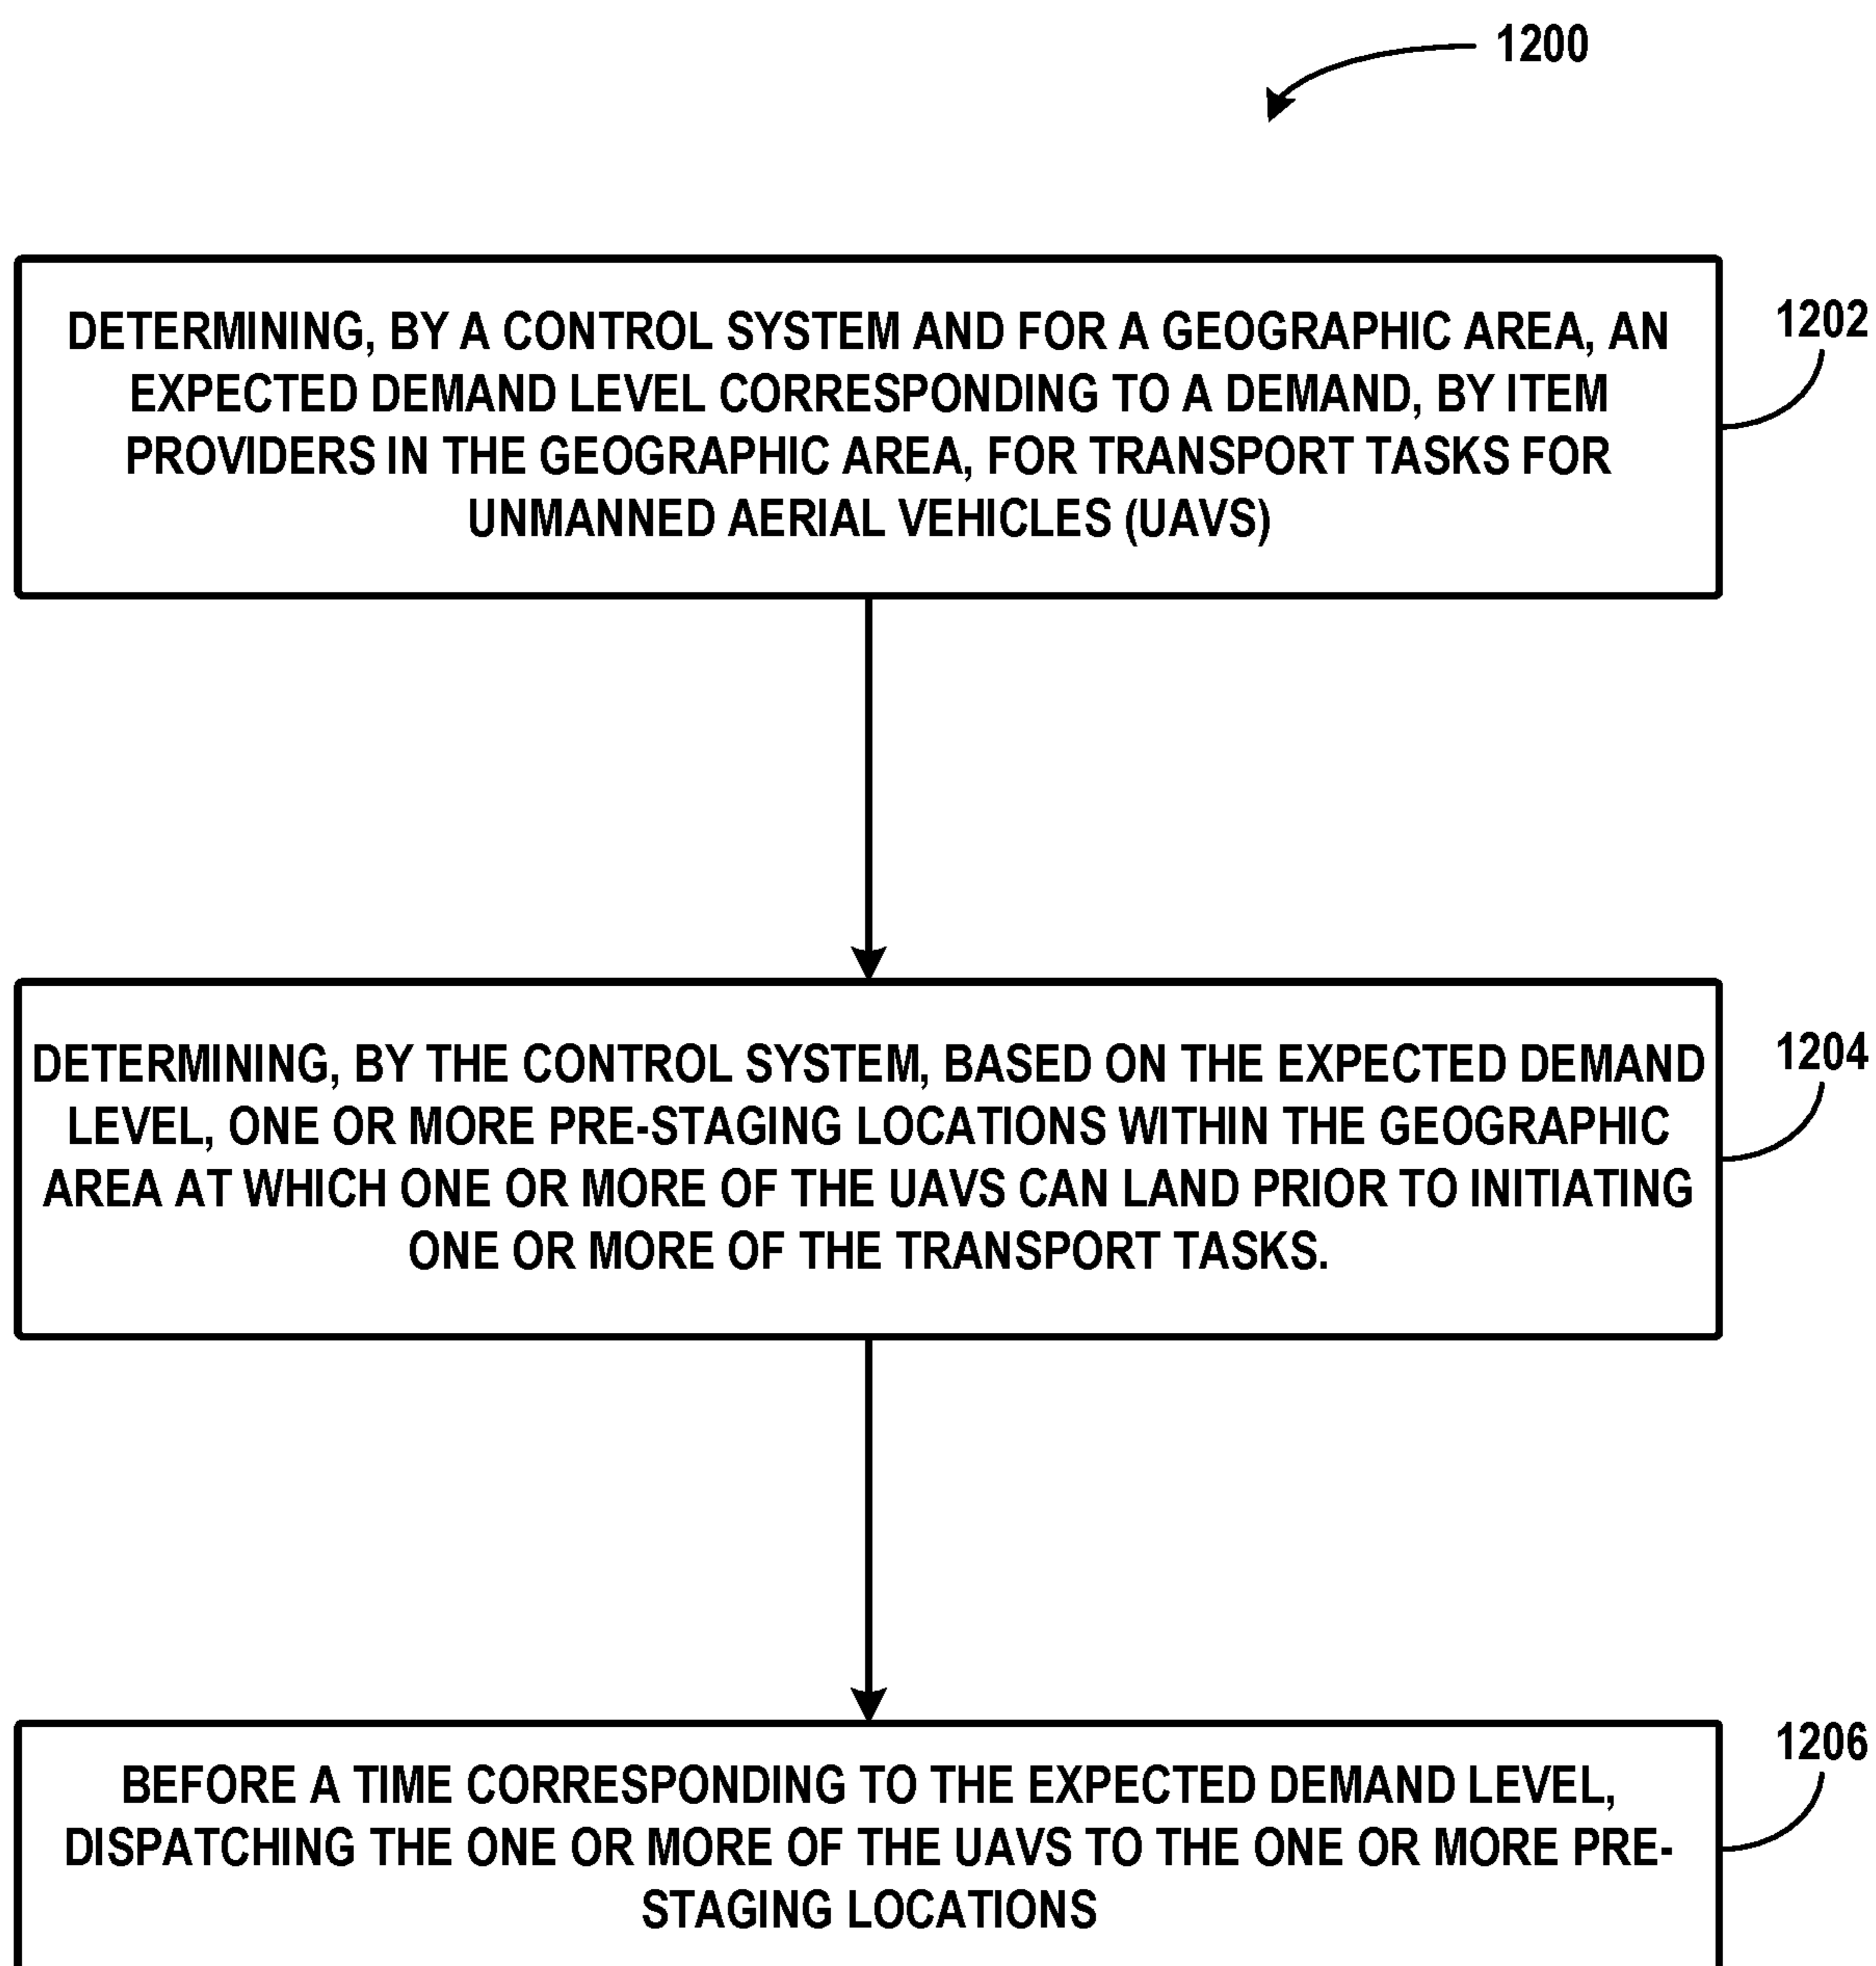 1200
DETERMINING, BY A CONTROL SYSTEM AND FOR A GEOGRAPHIC AREA, AN
EXPECTED DEMAND LEVEL CORRESPONDING TO A DEMAND, BY ITEM
PROVIDERS IN THE GEOGRAPHIC AREA, FOR TRANSPORT TASKS FOR
UNMANNED AERIAL VEHICLES (UAVS)
1202
DETERMINING, BY THE CONTROL SYSTEM, BASED ON THE EXPECTED DEMAND
LEVEL, ONE OR MORE PRE-STAGING LOCATIONS WITHIN THE GEOGRAPHIC
AREA AT WHICH ONE OR MORE OF THE UAVS CAN LAND PRIOR TO INITIATING
ONE OR MORE OF THE TRANSPORT TASKS.
1204
BEFORE A TIME CORRESPONDING TO THE EXPECTED DEMAND LEVEL,
DISPATCHING THE ONE OR MORE OF THE UAVS TO THE ONE OR MORE PRE-
STAGING LOCATIONS
1206